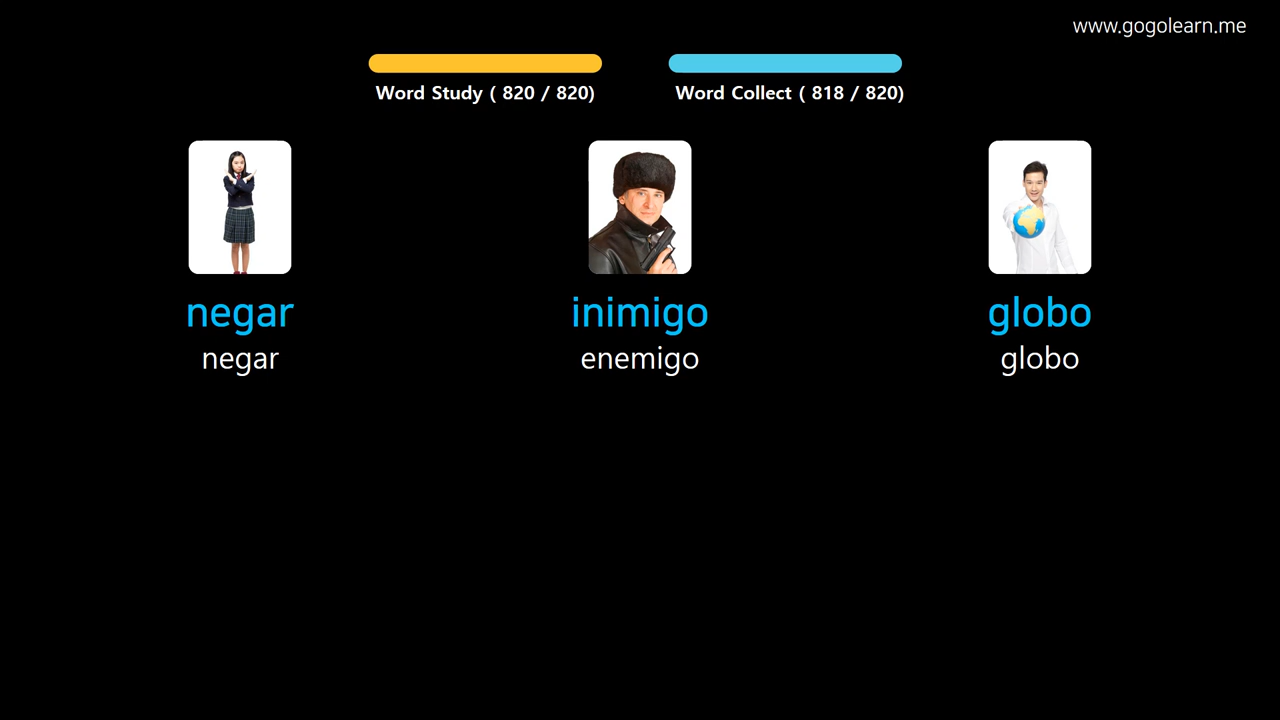 www.gogolearn.me
Word Study ( 820 / 820)
Word Collect ( 818 / 820)
negar
inimigo
globo
negar
enemigo
globo